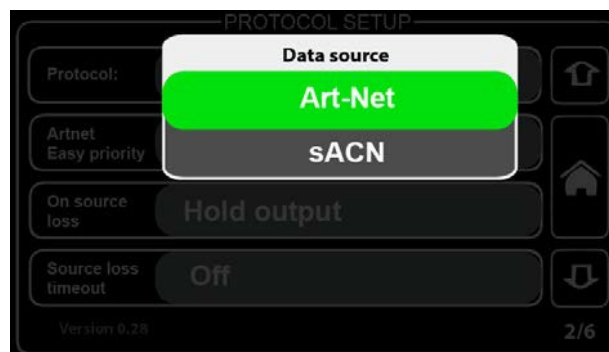 PROTOCOL SETUP
Data source
Art-Net
sACN
Protocol:
Artnet
Easy priority
On source
loss
Hold output
Source loss
timeout
Off
Version 0.28
2/6